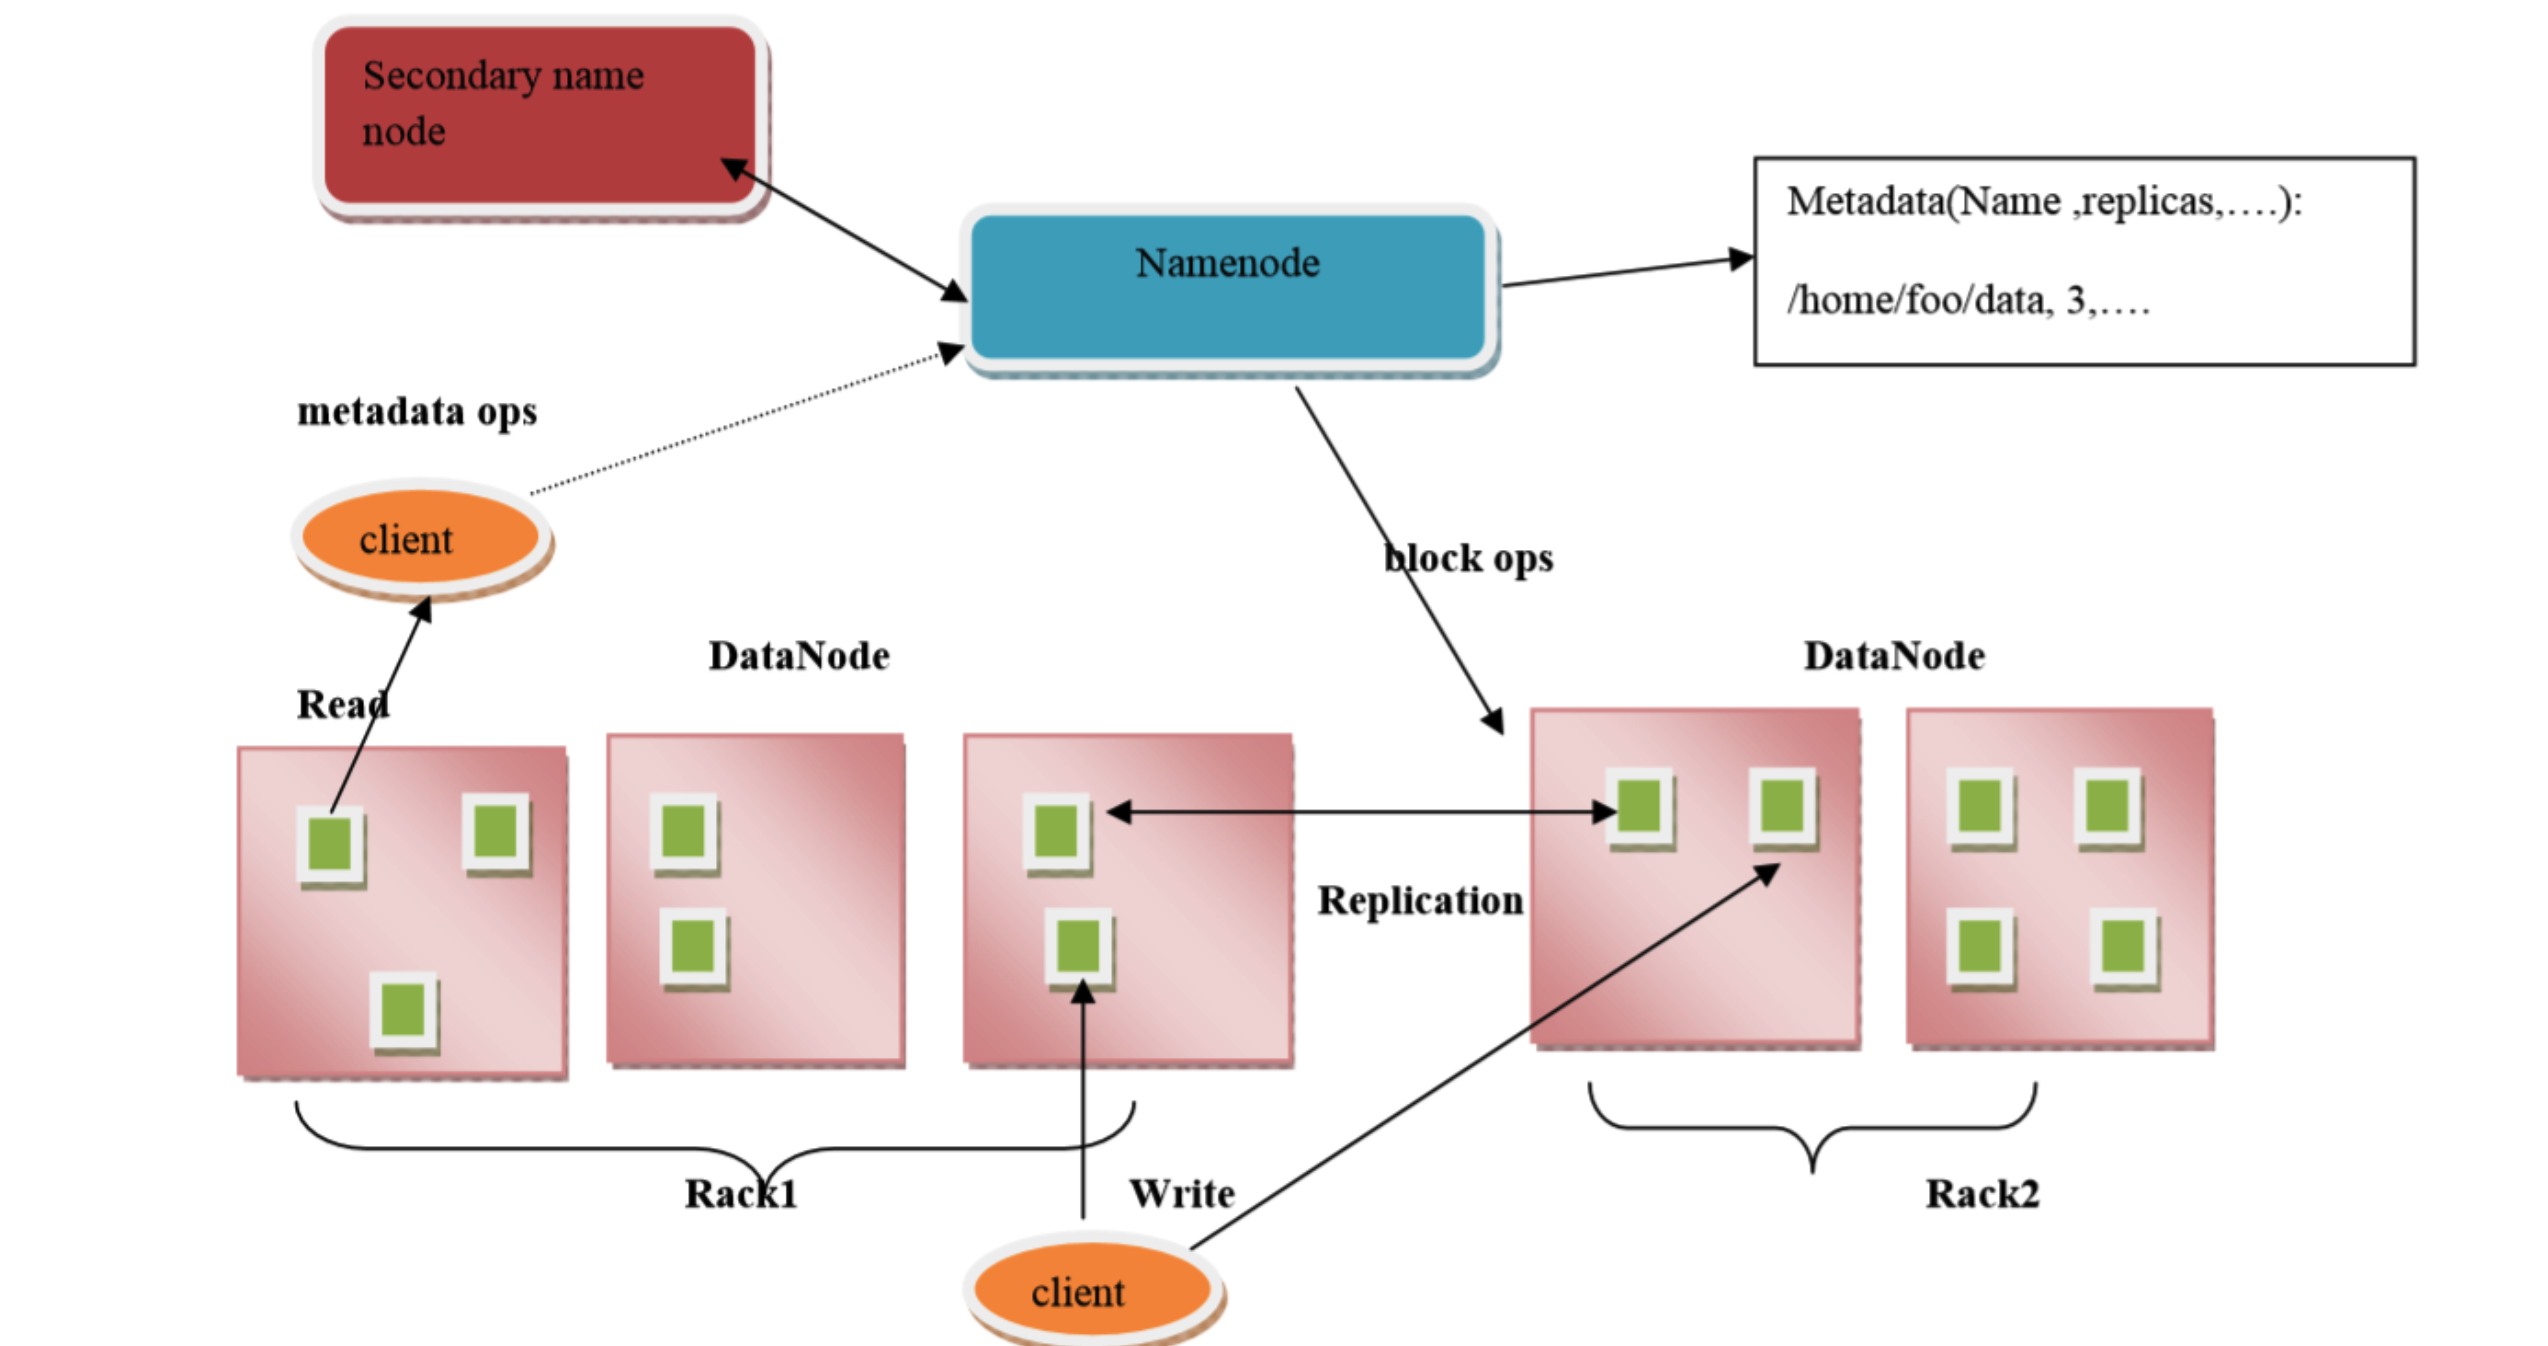 Secondary name
node
Namenode
Metadata(Name ,replicas,….):
/home/foo/data, 3,….
metadata ops
client
block ops
DataNode
DataNode
Read
Replication
Rack1
Write
Rack2
client